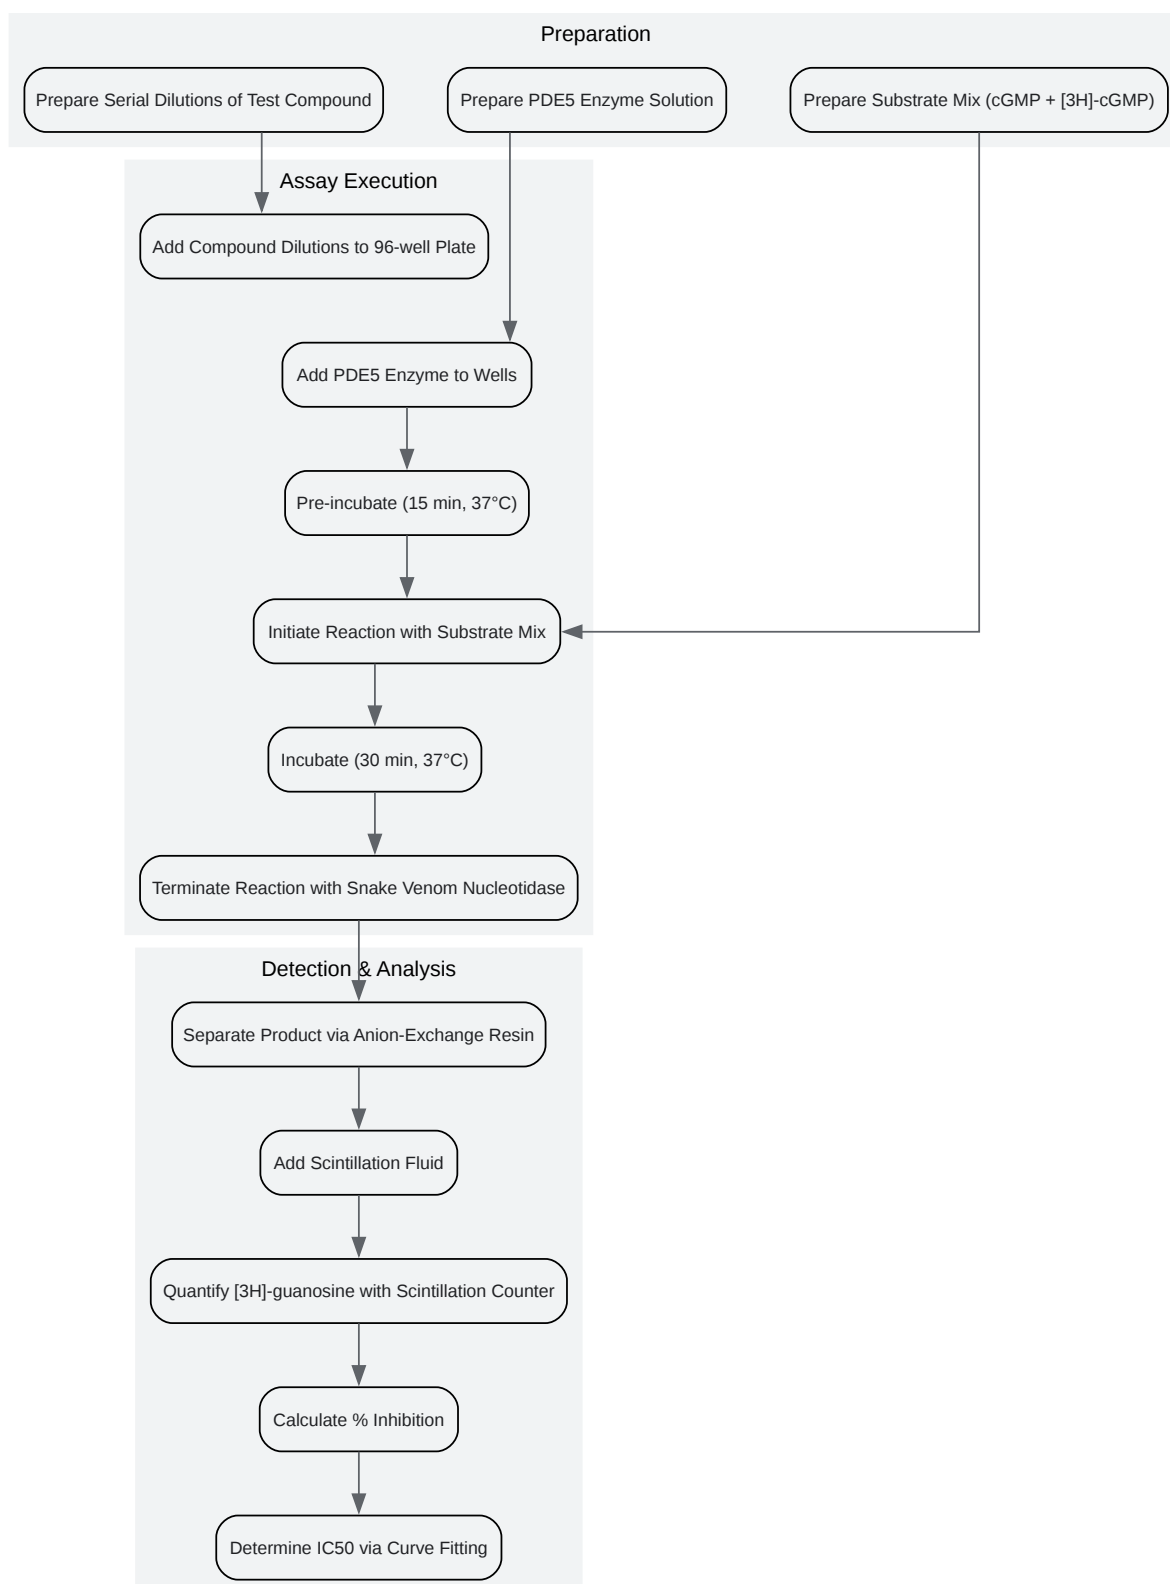 Preparation
Prepare Serial Dilutions of Test Compound
Prepare PDE5 Enzyme Solution
Prepare Substrate Mix (cGMP + [3H]-cGMP)
Assay Execution
Add Compound Dilutions to 96-well Plate
Add PDE5 Enzyme to Wells
Pre-incubate (15 min, 37°C)
Initiate Reaction with Substrate Mix
Incubate (30 min, 37°C)
Terminate Reaction with Snake Venom Nucleotidase
Detection & Analysis
Separate Product via Anion-Exchange Resin
Add Scintillation Fluid
Quantify [3H]-guanosine with Scintillation Counter
Calculate % Inhibition
Determine IC50 via Curve Fitting